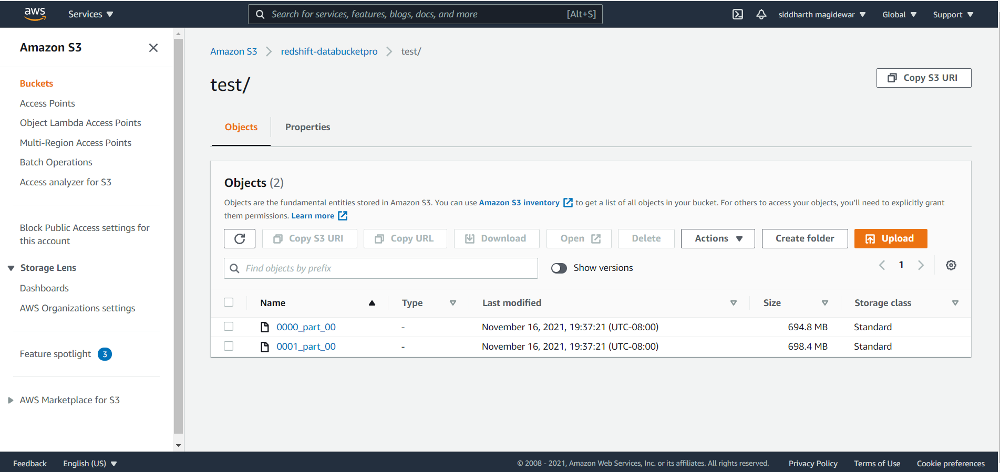 aws Services Search for services, features, blogs, docs, and more [Alt+S] siddharth magidewar Global Support
Amazon S3
Buckets
Access Points
Object Lambda Access Points
Multi-Region Access Points
Batch Operations
Access analyzer for S3
Block Public Access settings for
this account
Storage Lens
Dashboards
AWS Organizations settings
Feature spotlight 3
AWS Marketplace for S3
Amazon S3 redshift-databucketpro test/
test/
Copy S3 URI
Objects Properties
Objects (2)
Objects are the fundamental entities stored in Amazon S3. You can use Amazon S3 inventory to get a list of all objects in your bucket. For others to access your objects, you’ll need to explicitly grant
them permissions. Learn more
Copy S3 URI Copy URL Download Open Delete Actions Create folder Upload
Find objects by prefix Show versions 1
Name Type Last modified Size Storage class
0000_part_00 - November 16, 2021, 19:37:21 (UTC-08:00) 694.8 MB Standard
0001_part_00 - November 16, 2021, 19:37:21 (UTC-08:00) 698.4 MB Standard
Feedback English (US) © 2008 - 2021, Amazon Web Services, Inc. or its affiliates. All rights reserved. Privacy Policy Terms of Use Cookie preferences